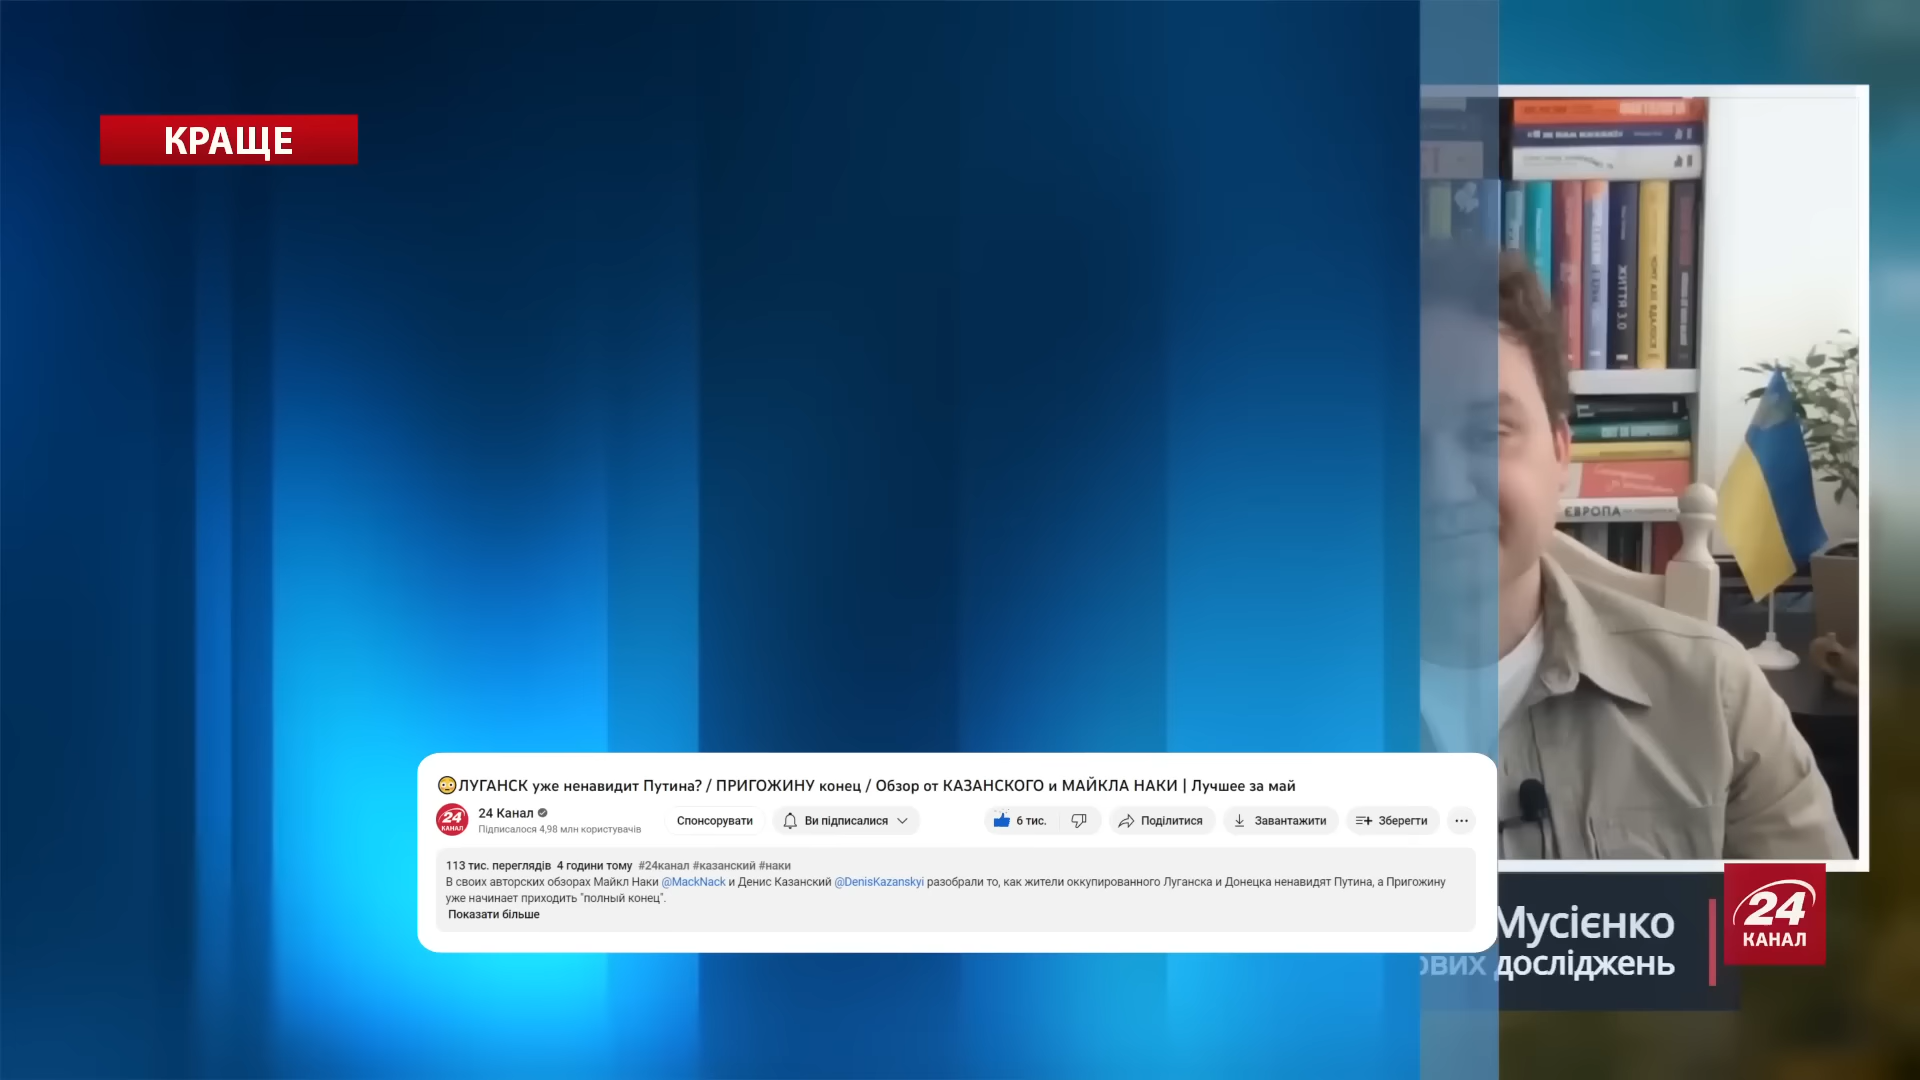 КРАЩЕ
ЖИТТЯ 3.0
ЄВРОПА
😳ЛУГАНСК уже ненавидит Путина? / ПРИГОЖИНУ конец / Обзор от КАЗАНСКОГО и МАЙКЛА НАКИ | Лучшее за май
24 КАНАЛ
24 Канал
Підписалося 4,98 млн користувачів
Спонсорувати
Ви підписалися
6 тис.
Поділитися
Завантажити
Зберегти
113 тис. переглядів 4 години тому #24канал #казанский #наки
В своих авторских обзорах Майкл Наки @MackNack и Денис Казанский @DenisKazanskyi разобрали то, как жители оккупированного Луганска и Донецка ненавидят Путина, а Пригожину
уже начинает приходить "полный конец".
Показати більше
Мусієнко
ових досліджень
24
КАНАЛ